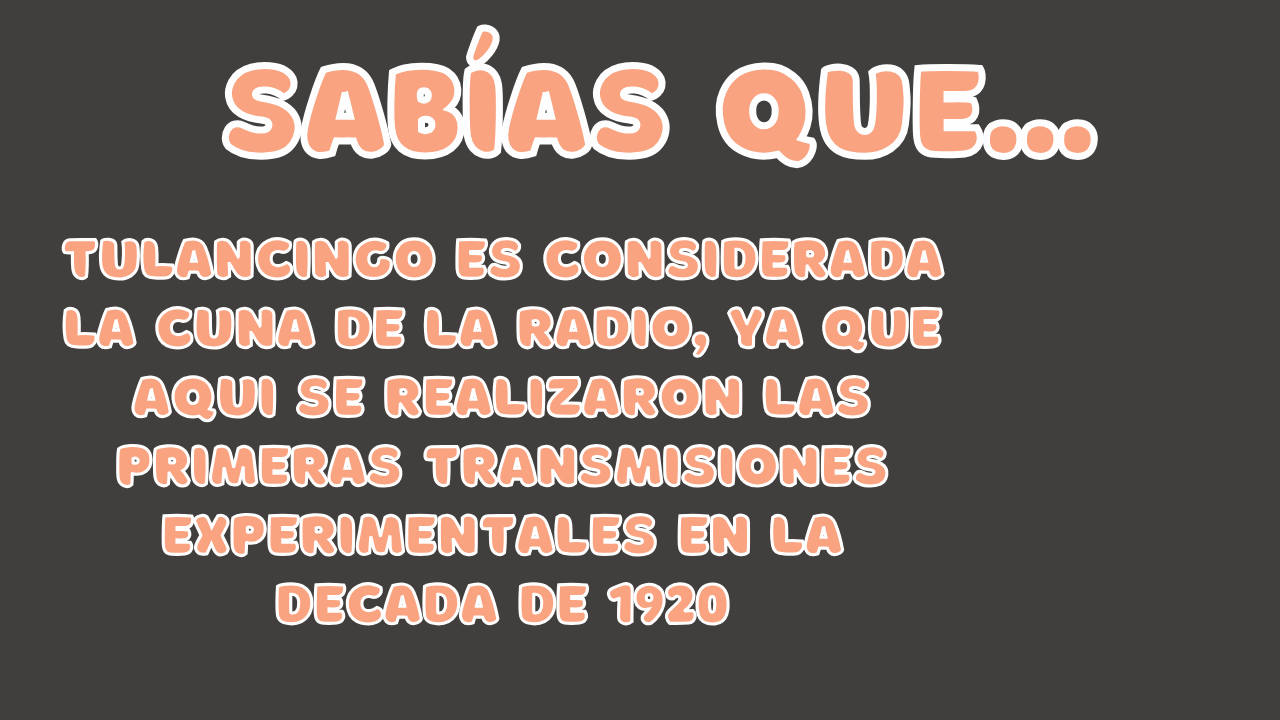 SABÍAS QUE...
TULANCINGO ES CONSIDERADA
LA CUNA DE LA RADIO, YA QUE
AQUI SE REALIZARON LAS
PRIMERAS TRANSMISIONES
EXPERIMENTALES EN LA
DECADA DE 1920